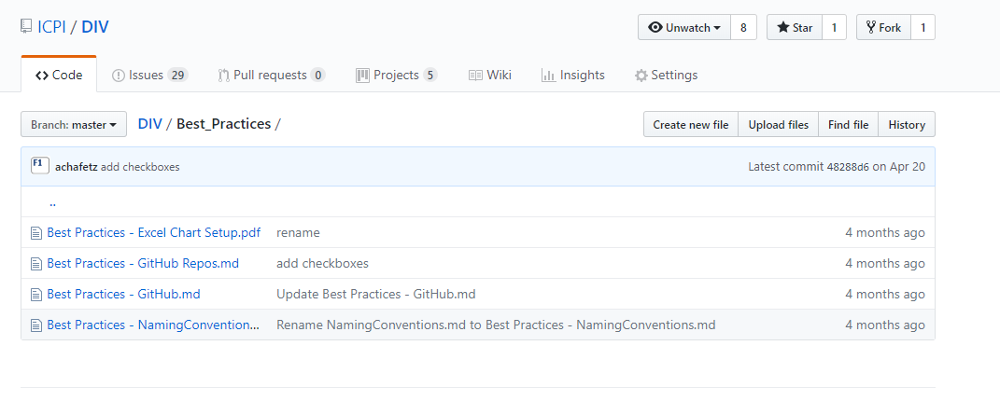 ICPI / DIV Unwatch 8 Star 1 Fork 1
Code Issues 29 Pull requests 0 Projects 5 Wiki Insights Settings
Branch: master DIV / Best_Practices / Create new file Upload files Find file History
F1 achafetz add checkboxes Latest commit 48288d6 on Apr 20
..
Best Practices - Excel Chart Setup.pdf rename 4 months ago
Best Practices - GitHub Repos.md add checkboxes 4 months ago
Best Practices - GitHub.md Update Best Practices - GitHub.md 4 months ago
Best Practices - NamingConvention... Rename NamingConventions.md to Best Practices - NamingConventions.md 4 months ago